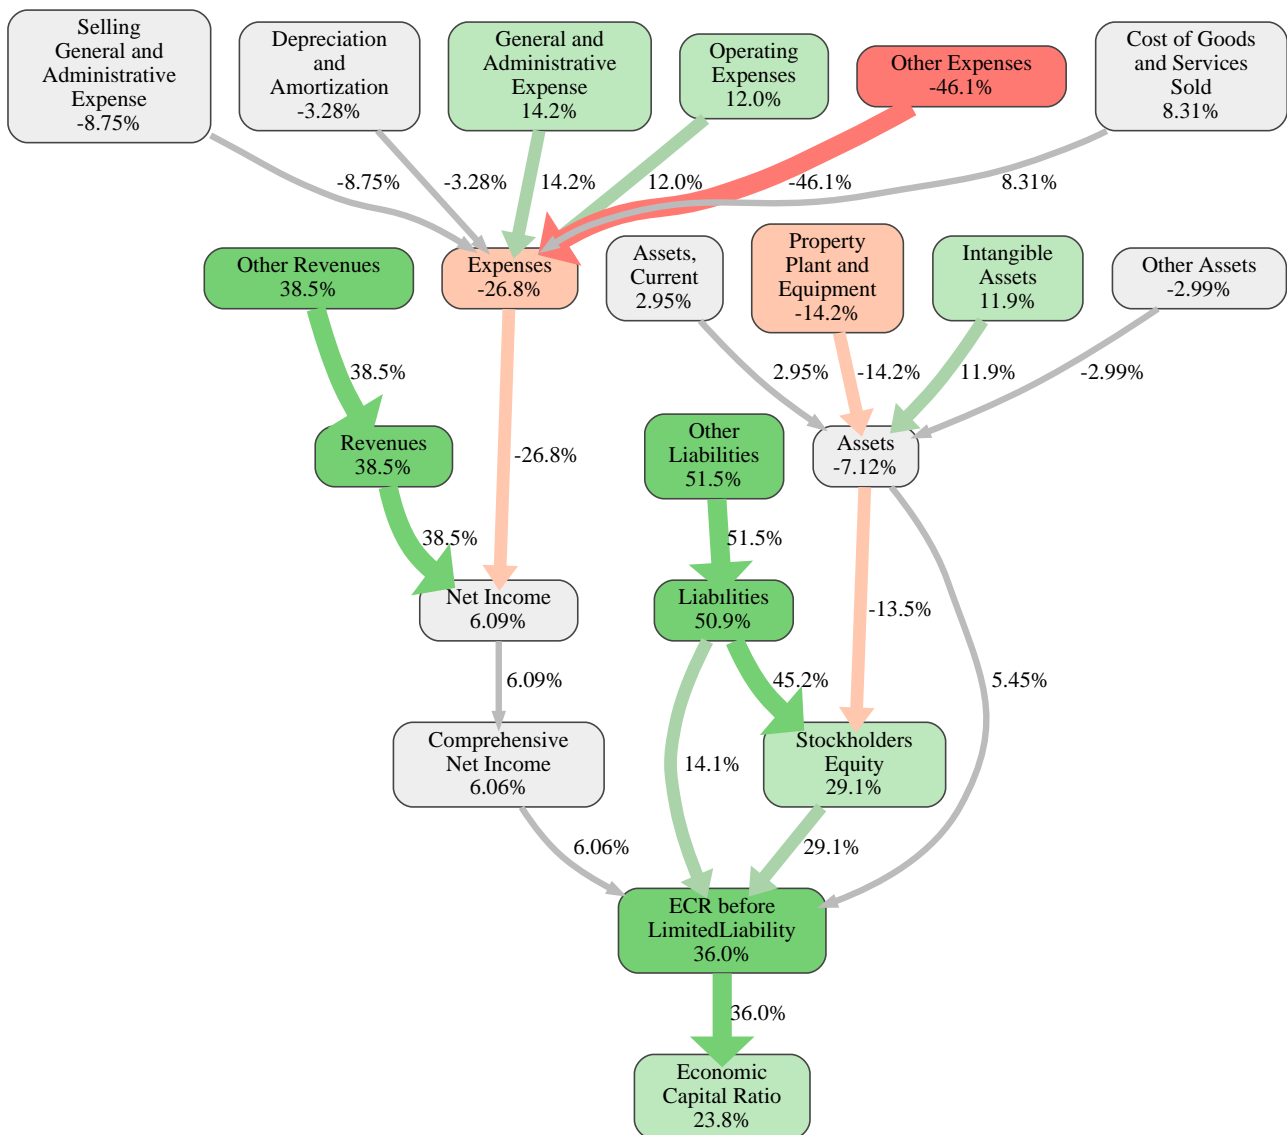 Selling
General and
Administrative
Expense
-8.75%
Depreciation
and
Amortization
-3.28%
General and
Administrative
Expense
14.2%
Operating
Expenses
12.0%
Other Expenses
-46.1%
Cost of Goods
and Services
Sold
8.31%
-8.75%
-3.28%
14.2%
12.0%
-46.1%
8.31%
Other Revenues
38.5%
Expenses
-26.8%
Assets,
Current
2.95%
Property
Plant and
Equipment
-14.2%
Intangible
Assets
11.9%
Other Assets
-2.99%
38.5%
2.95%
-14.2%
11.9%
-2.99%
Revenues
38.5%
-26.8%
Other
Liabilities
51.5%
Assets
-7.12%
38.5%
51.5%
Net Income
6.09%
Liabilities
50.9%
-13.5%
6.09%
45.2%
5.45%
Comprehensive
Net Income
6.06%
14.1%
Stockholders
Equity
29.1%
6.06%
29.1%
ECR before
LimitedLiability
36.0%
36.0%
Economic
Capital Ratio
23.8%